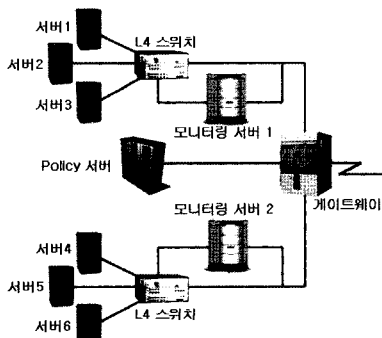 서버1
L4 스위치
서버2
서버3
모니터링 서버 1
Policy 서버
게이트웨이
모니터링 서버 2
서버4
서버5
서버6
L4 스위치